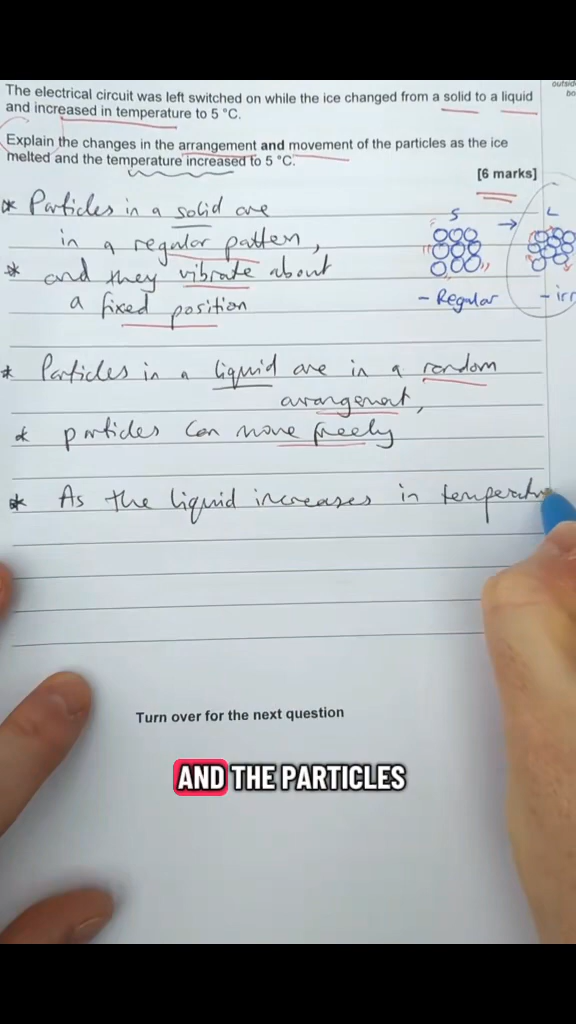 The electrical circuit was left switched on while the ice changed from a solid to a liquid
and increased in temperature to 5 °C.
Explain the changes in the arrangement and movement of the particles as the ice
melted and the temperature increased to 5 °C.
[6 marks]
* Particles in a solid are
in a regular patten,
* and they vibrate about
a fixed position
S → L
- Regular
- irr
* Particles in a liquid are in a random
arangement,
* particles can move freely
* As the liquid increases in temperatu
Turn over for the next question
AND THE PARTICLES